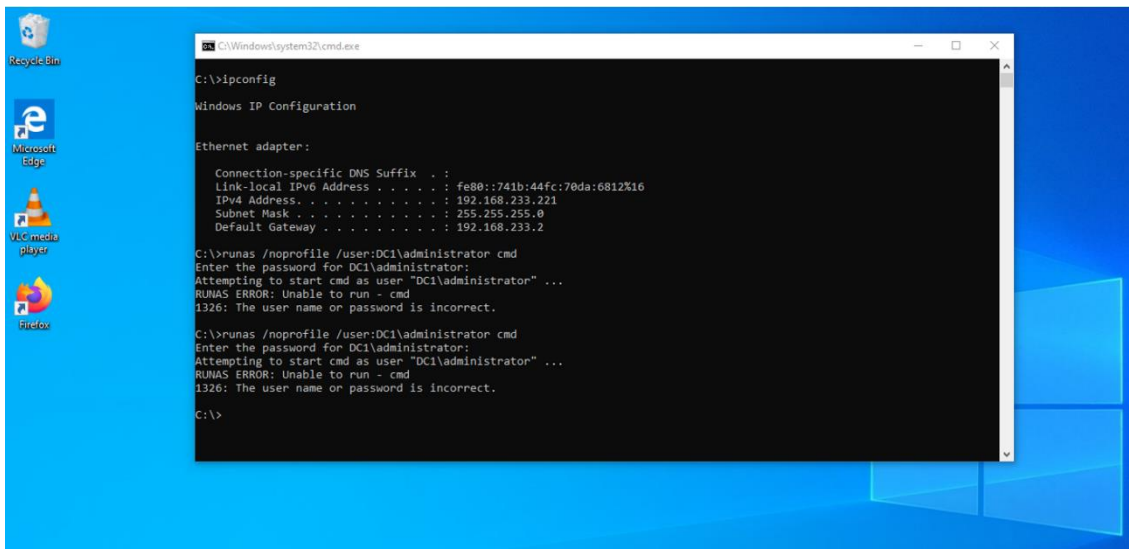 Recycle Bin
Microsoft
Edge
VLC media
player
Firefox
C:\Windows\system32\cmd.exe
C:\>ipconfig
Windows IP Configuration
Ethernet adapter:
Connection-specific DNS Suffix . :
Link-local IPv6 Address . . . . . : fe80::741b:44fc:70da:6812%16
IPv4 Address. . . . . . . . . . . : 192.168.233.221
Subnet Mask . . . . . . . . . . . : 255.255.255.0
Default Gateway . . . . . . . . . : 192.168.233.2
C:\>runas /noprofile /user:DC1\administrator cmd
Enter the password for DC1\administrator:
Attempting to start cmd as user "DC1\administrator" ...
RUNAS ERROR: Unable to run - cmd
1326: The user name or password is incorrect.
C:\>runas /noprofile /user:DC1\administrator cmd
Enter the password for DC1\administrator:
Attempting to start cmd as user "DC1\administrator" ...
RUNAS ERROR: Unable to run - cmd
1326: The user name or password is incorrect.
C:\>